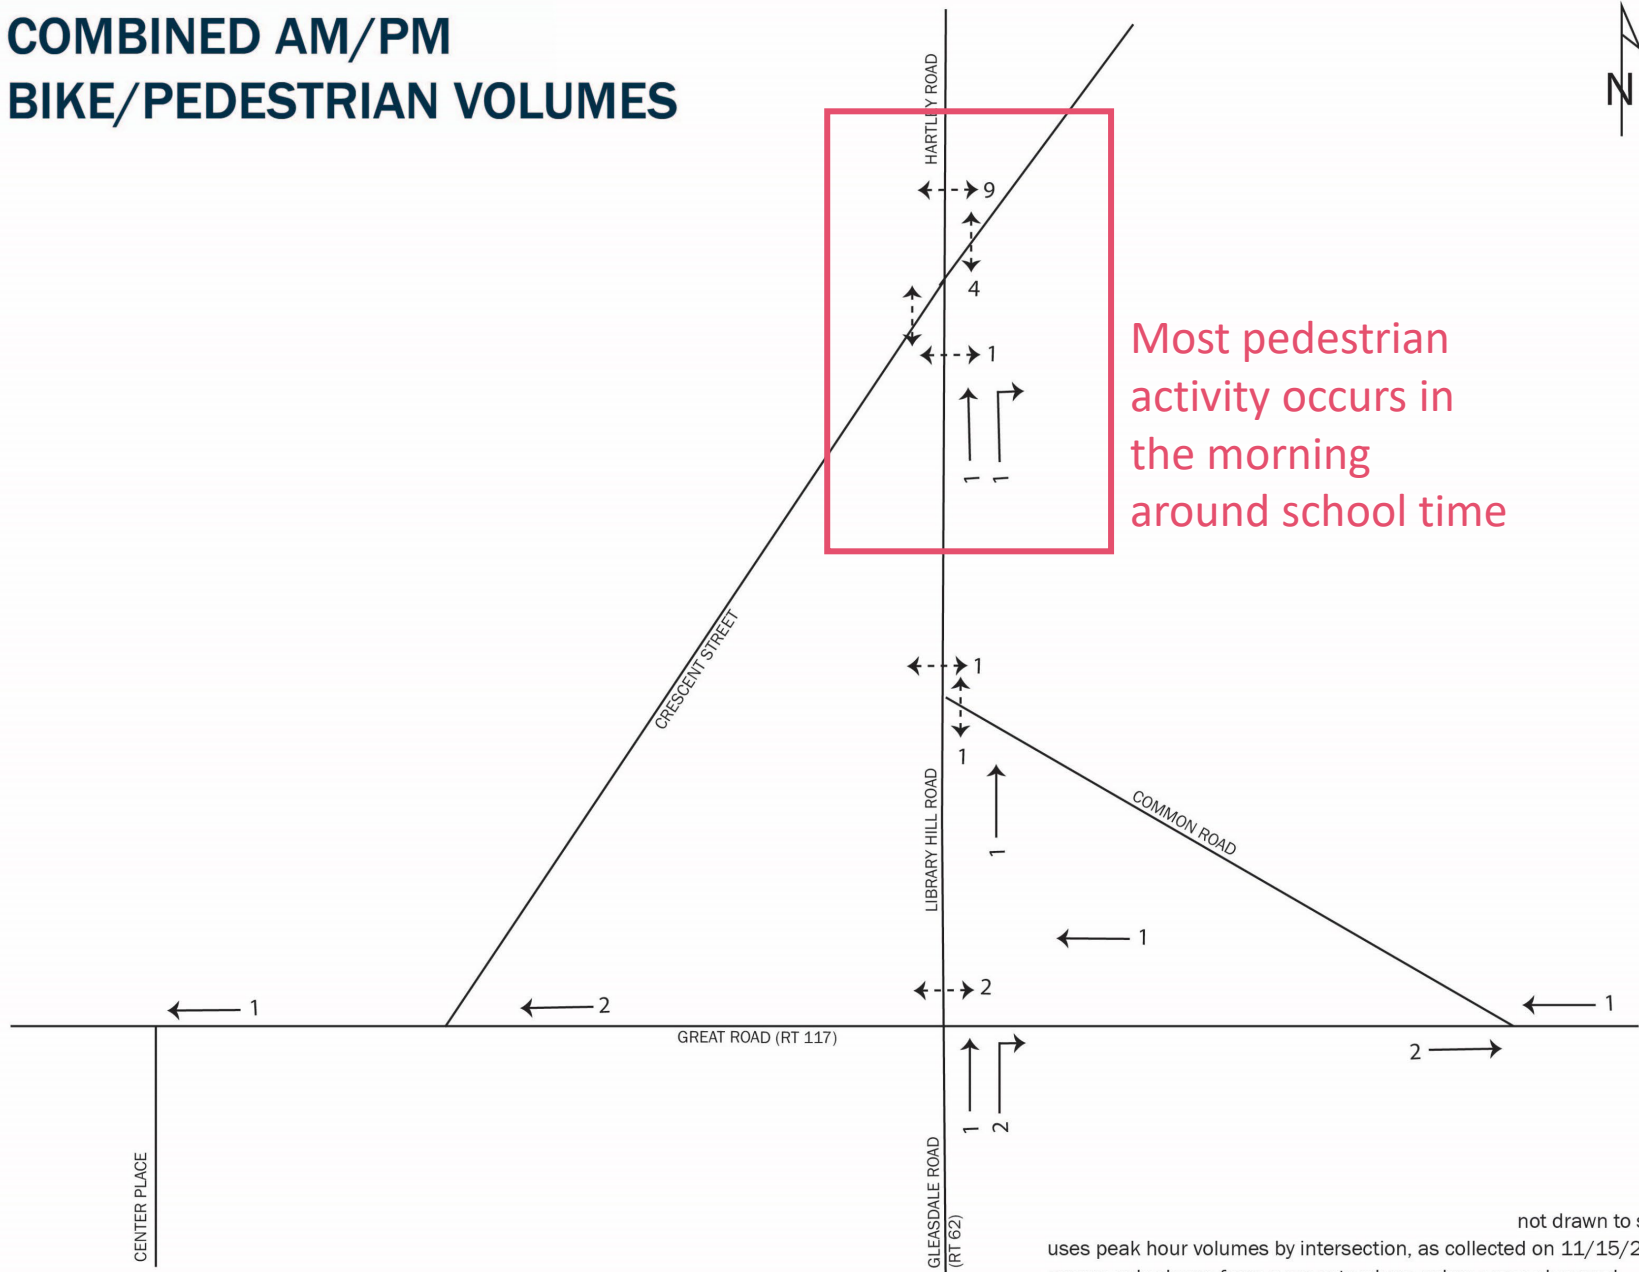 COMBINED AM/PM
BIKE/PEDESTRIAN VOLUMES
N
HARTLEY ROAD
9
4
1
1
1
Most pedestrian
activity occurs in
the morning
around school time
CRESCENT STREET
1
1
LIBRARY HILL ROAD
1
COMMON ROAD
1
2
1
2
1
GREAT ROAD (RT 117)
2
1
2
CENTER PLACE
GLEASDALE ROAD
(RT 62)
not drawn to
uses peak hour volumes by intersection, as collected on 11/15/2